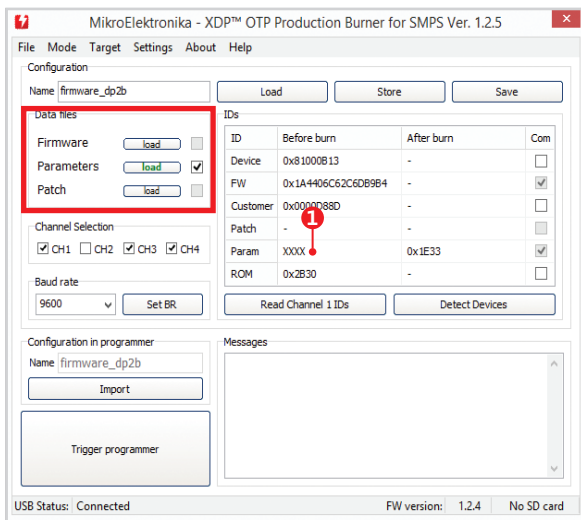 MikroElektronika - XDP™ OTP Production Burner for SMPS Ver. 1.2.5
File Mode Target Settings About Help
Configuration
Name firmware_dp2b Load Store Save
Data files
Firmware load
Parameters load
Patch load
IDs
ID Before burn After burn Com
Device 0x81000B13 -
FW 0x1A4406C62C6DB9B4 -
Customer 0x0000D88D -
Patch - -
1
Param XXXX 0x1E33
ROM 0x2B30 -
Channel Selection
CH1 CH2 CH3 CH4
Baud rate
9600 Set BR
Read Channel 1 IDs Detect Devices
Configuration in programmer
Name firmware_dp2b
Import
Trigger programmer
Messages
USB Status: Connected FW version: 1.2.4 No SD card